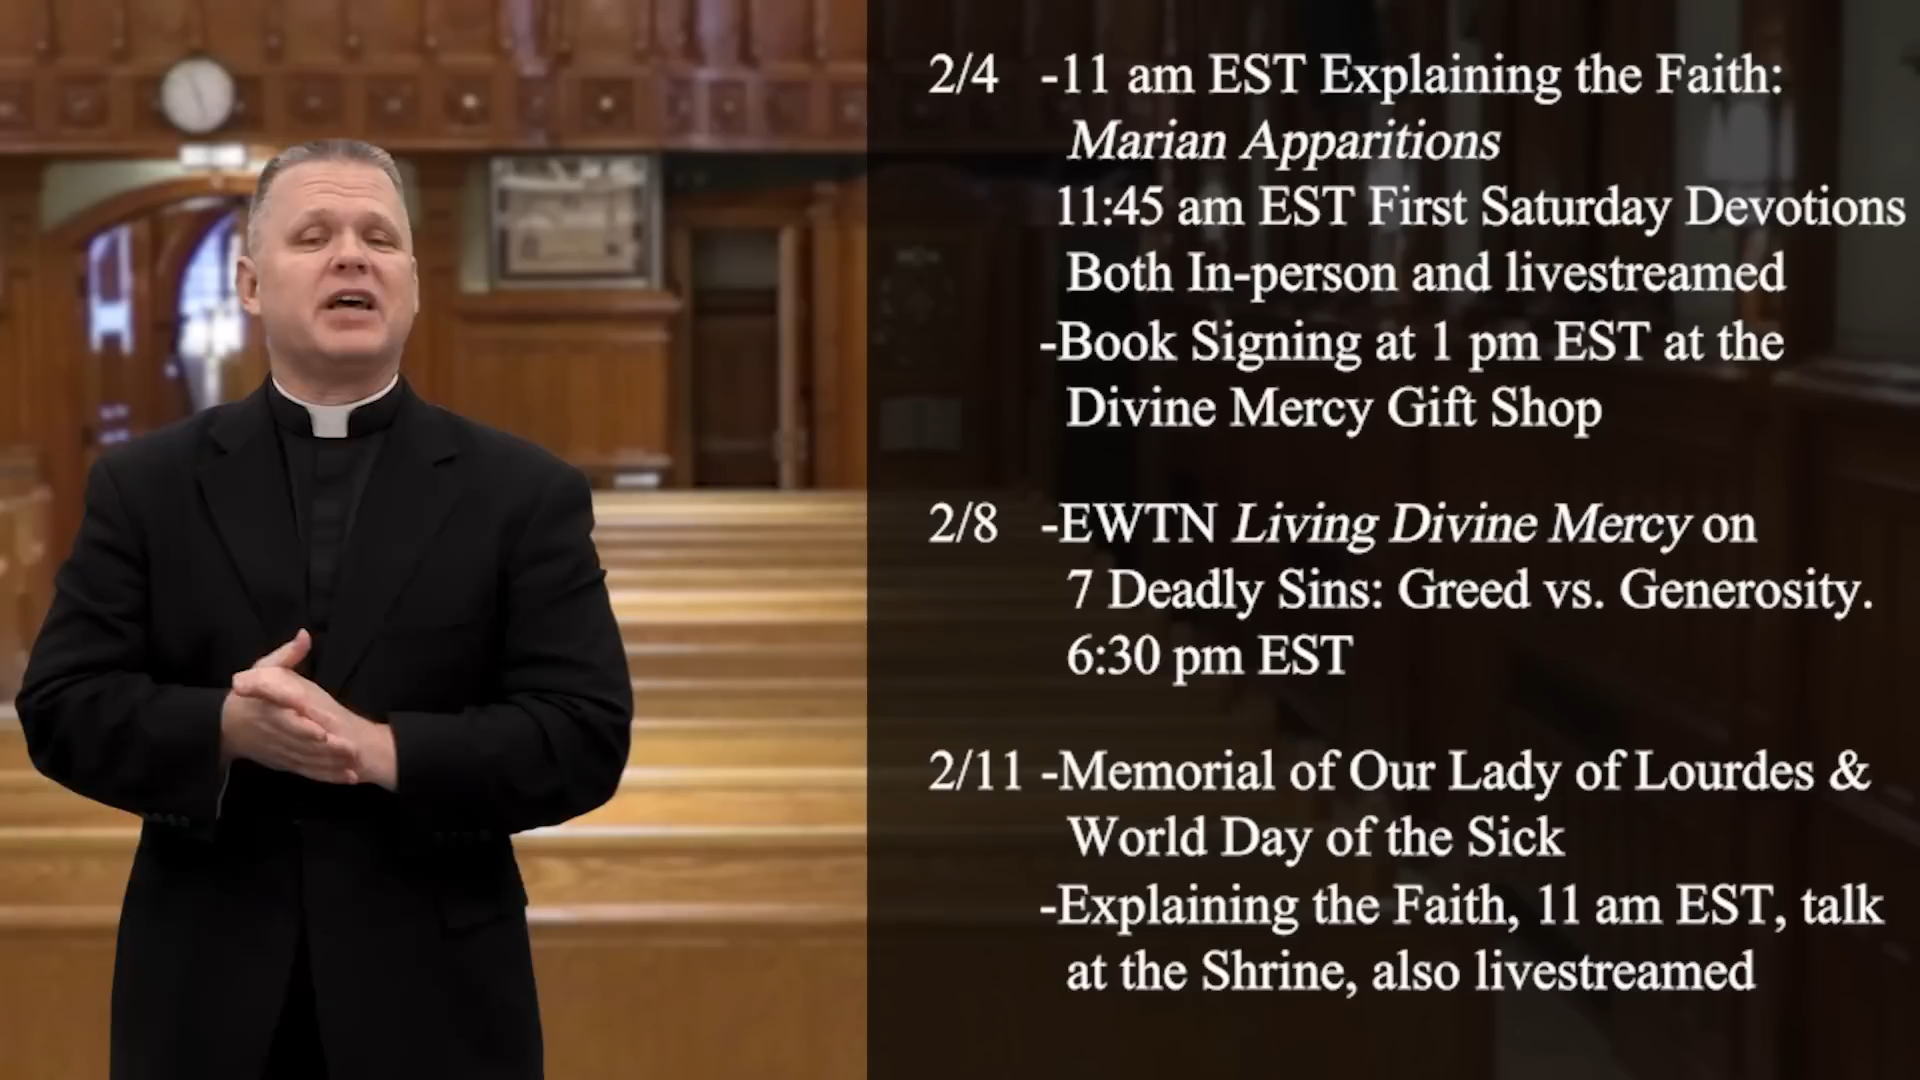 2/4 -11 am EST Explaining the Faith:
Marian Apparitions
11:45 am EST First Saturday Devotions
Both In-person and livestreamed
-Book Signing at 1 pm EST at the
Divine Mercy Gift Shop
2/8 -EWTN Living Divine Mercy on
7 Deadly Sins: Greed vs. Generosity.
6:30 pm EST
2/11 -Memorial of Our Lady of Lourdes &
World Day of the Sick
-Explaining the Faith, 11 am EST, talk
at the Shrine, also livestreamed